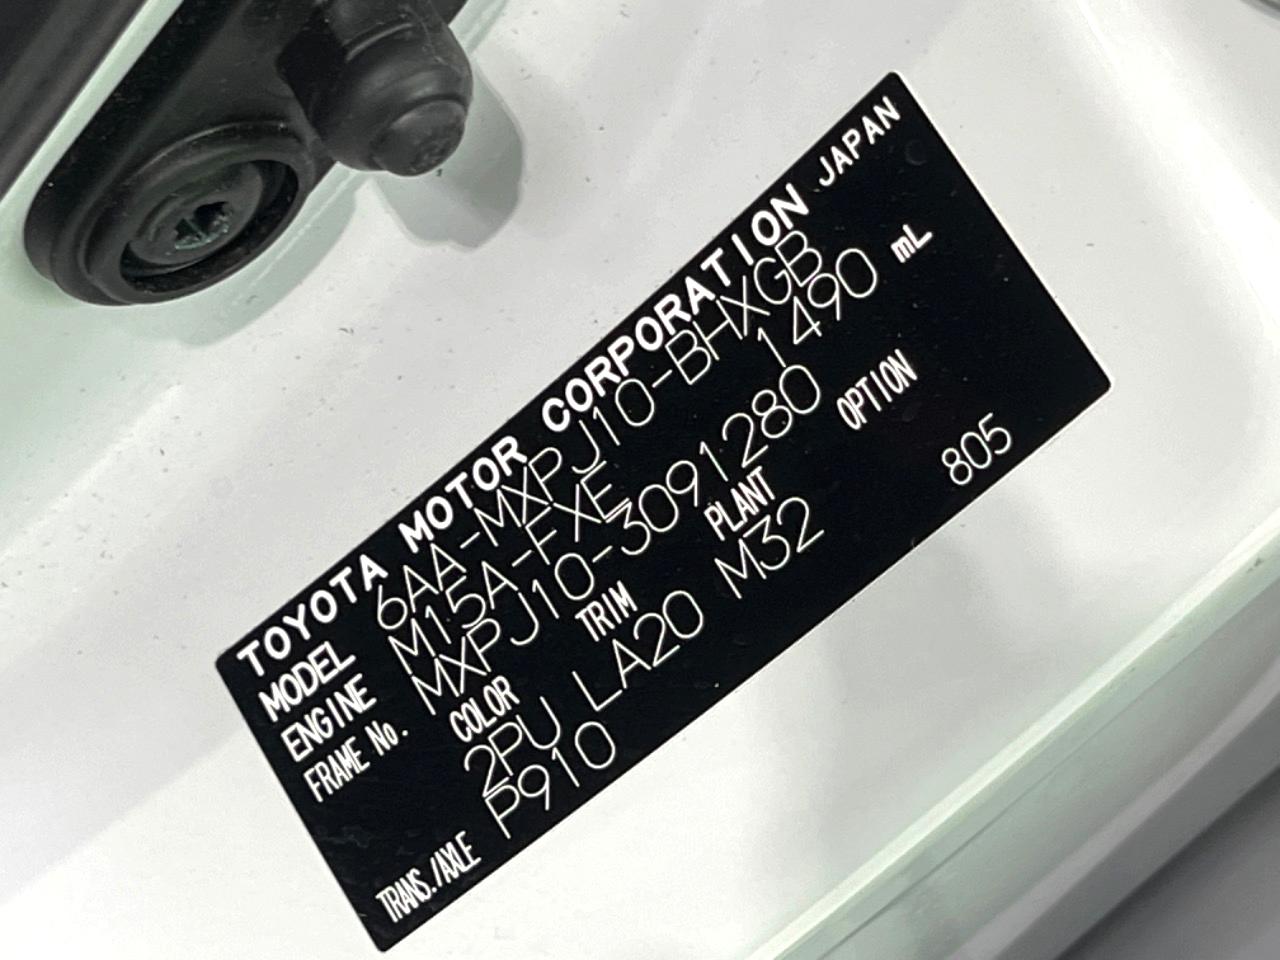 TOYOTA MOTOR CORPORATION JAPAN
MODEL 6AA-MXPJ10-BHXGB
ENGINE M15A-FXE 1490 mL
FRAME No. MXPJ10-3091280
COLOR TRIM PLANT OPTION
2PU LA20 M32 805
TRANS./AXLE P910